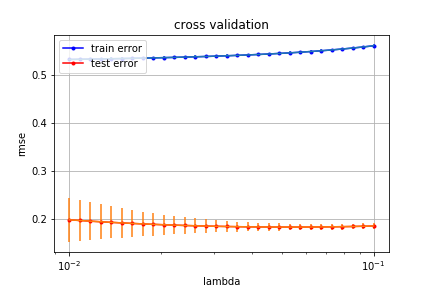 cross validation
train error
test error
rmse
0.5
0.4
0.3
0.2
10⁻²
10⁻¹
lambda